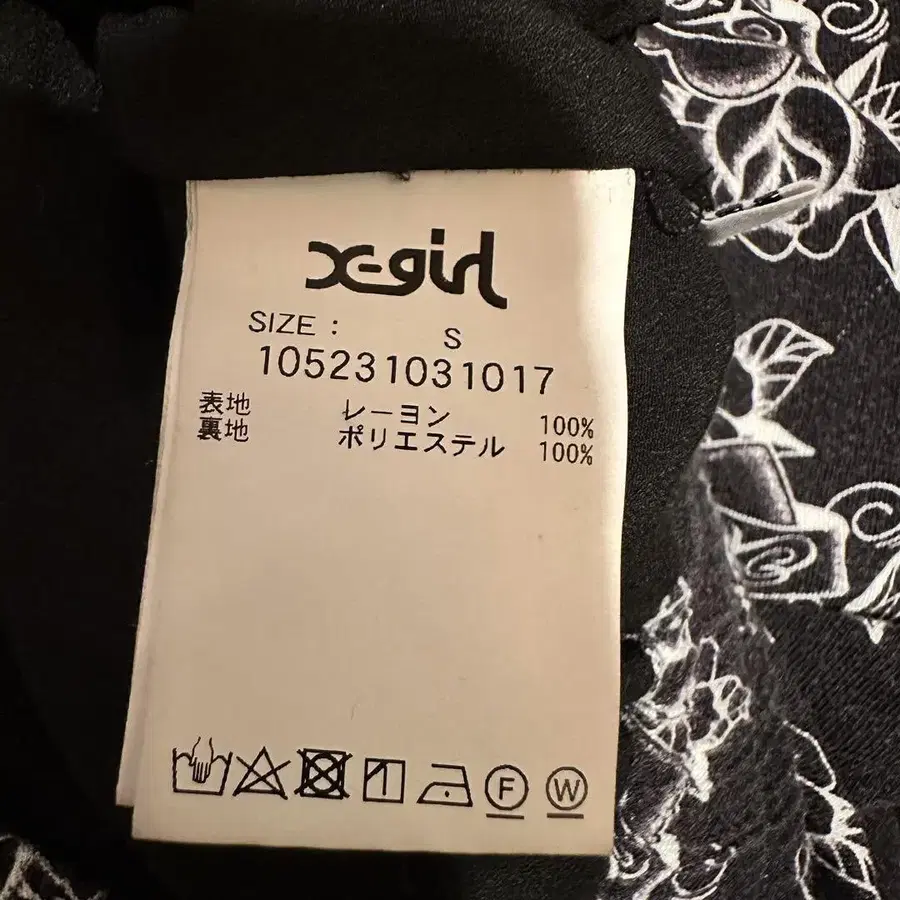 X-girl
SIZE : S
105231031017
表地 レーヨン 100%
裏地 ポリエステル 100%
F W